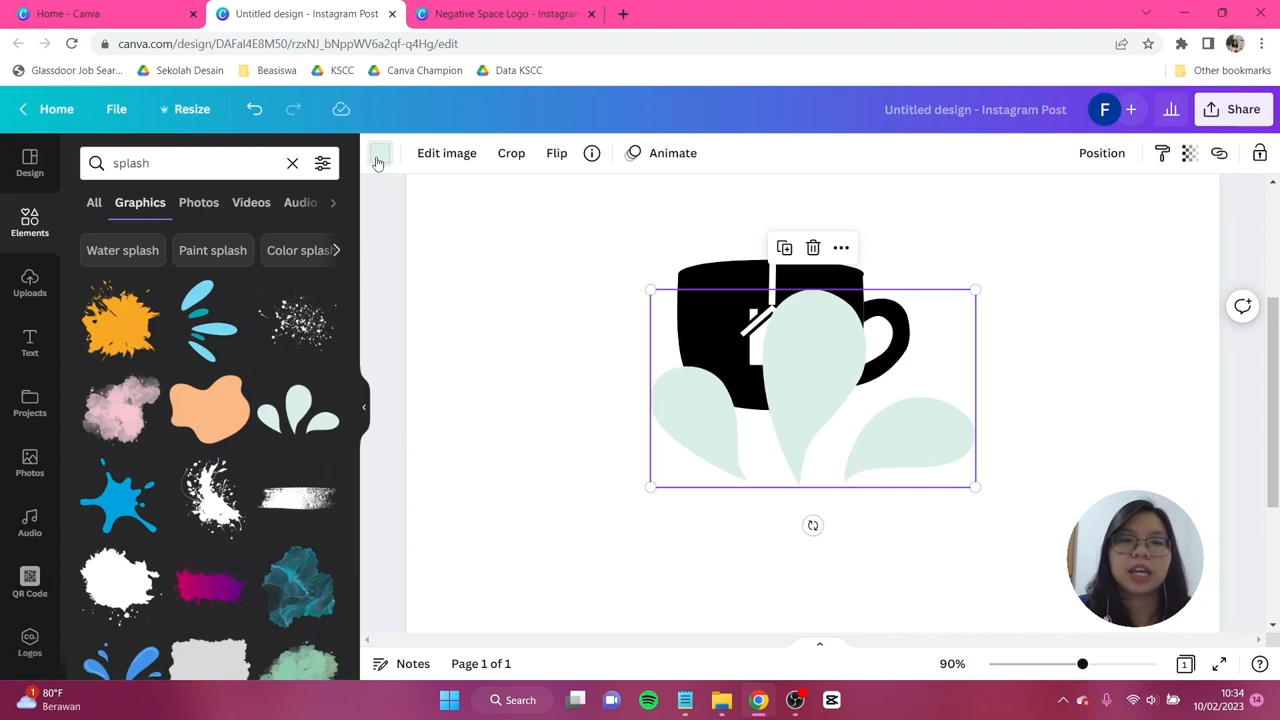 Home - Canva
Untitled design - Instagram Post
Negative Space Logo - Instagram
canva.com/design/DAFaI4E8M50/rzxNJ_bNppWV6a2qf-q4Hg/edit
Glassdoor Job Sear...
Sekolah Desain
Beasiswa
KSCC
Canva Champion
Data KSCC
Other bookmarks
Home
File
Resize
Untitled design - Instagram Post
F
Share
Design
splash
Edit image
Crop
Flip
Animate
Position
Elements
All
Graphics
Photos
Videos
Audio
Water splash
Paint splash
Color splash
Uploads
Text
Projects
Photos
Audio
QR Code
CO.
Logos
Notes
Page 1 of 1
90%
1
1
80°F
Berawan
Search
10:34
10/02/2023
14